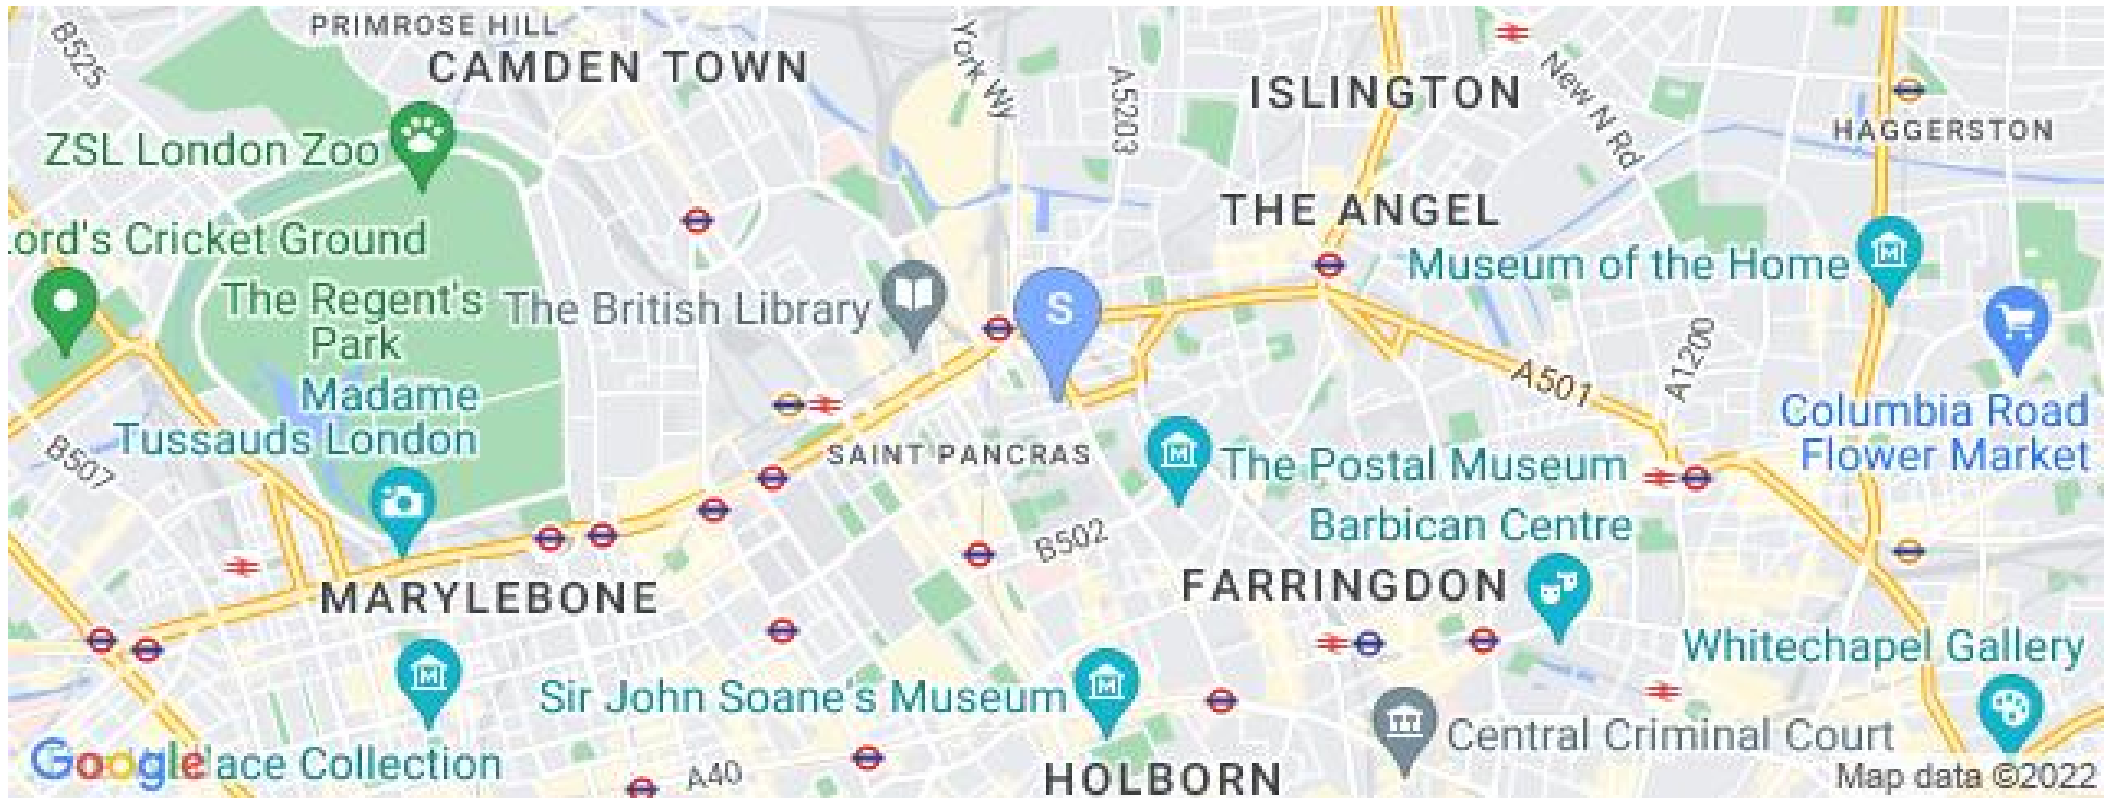 PRIMROSE HILL
B525
CAMDEN TOWN
York Wy
A5203
ISLINGTON
New N Rd
HAGGERSTON
ZSL London Zoo
THE ANGEL
Lord's Cricket Ground
Museum of the Home
The Regent's
Park
The British Library
S
A501
A1200
Madame
Tussauds London
Columbia Road
Flower Market
B507
SAINT PANCRAS
The Postal Museum
Barbican Centre
B502
MARYLEBONE
FARRINGDON
Whitechapel Gallery
Sir John Soane's Museum
Central Criminal Court
Google
lace Collection
A40
HOLBORN
Map data ©2022